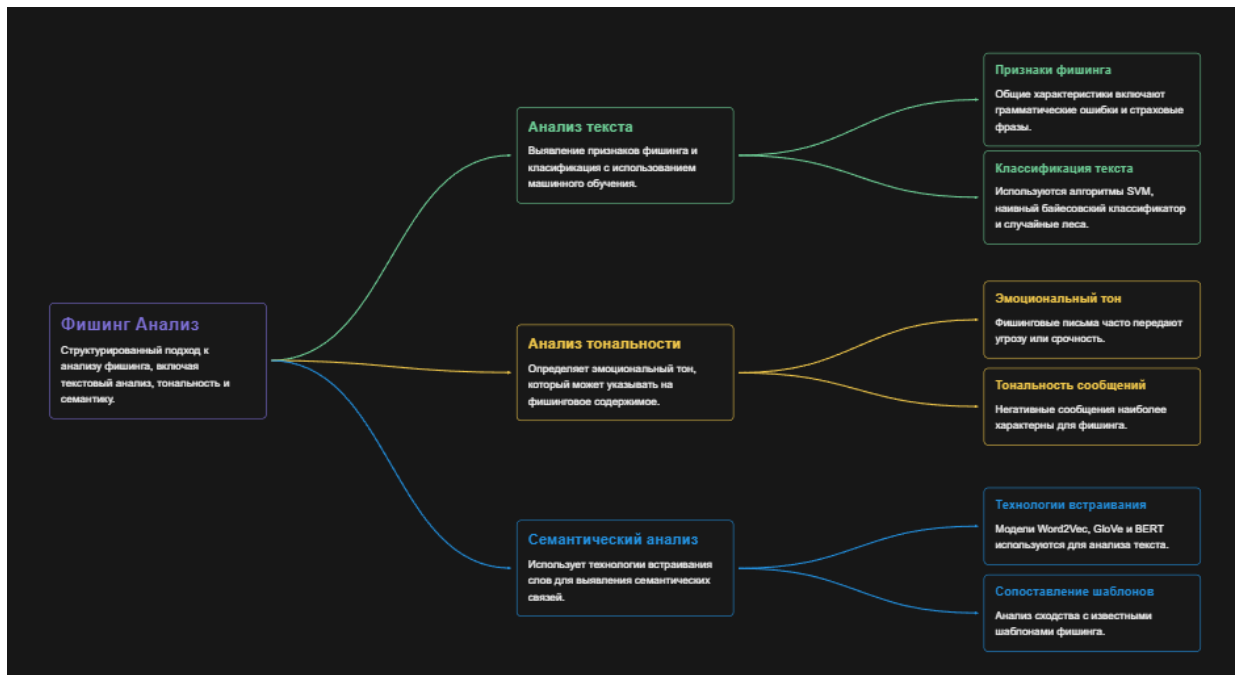 Фишинг Анализ
Структурированный подход к
анализу фишинга, включая
текстовый анализ, тональность и
семантику.
Анализ текста
Выявление признаков фишинга и
класификация с использованием
машинного обучения.
Признаки фишинга
Общие характеристики включают
грамматические ошибки и страховые
фразы.
Классификация текста
Используются алгоритмы SVM,
наивный байесовский классификатор
и случайные леса.
Анализ тональности
Определяет эмоциональный тон,
который может указывать на
фишинговое содержимое.
Эмоциональный тон
Фишинговые письма часто передают
угрозу или срочность.
Тональность сообщений
Негативные сообщения наиболее
характерны для фишинга.
Семантический анализ
Использует технологии встраивания
слов для выявления семантических
связей.
Технологии встраивания
Модели Word2Vec, GloVe и BERT
используются для анализа текста.
Сопоставление шаблонов
Анализ сходства с известными
шаблонами фишинга.